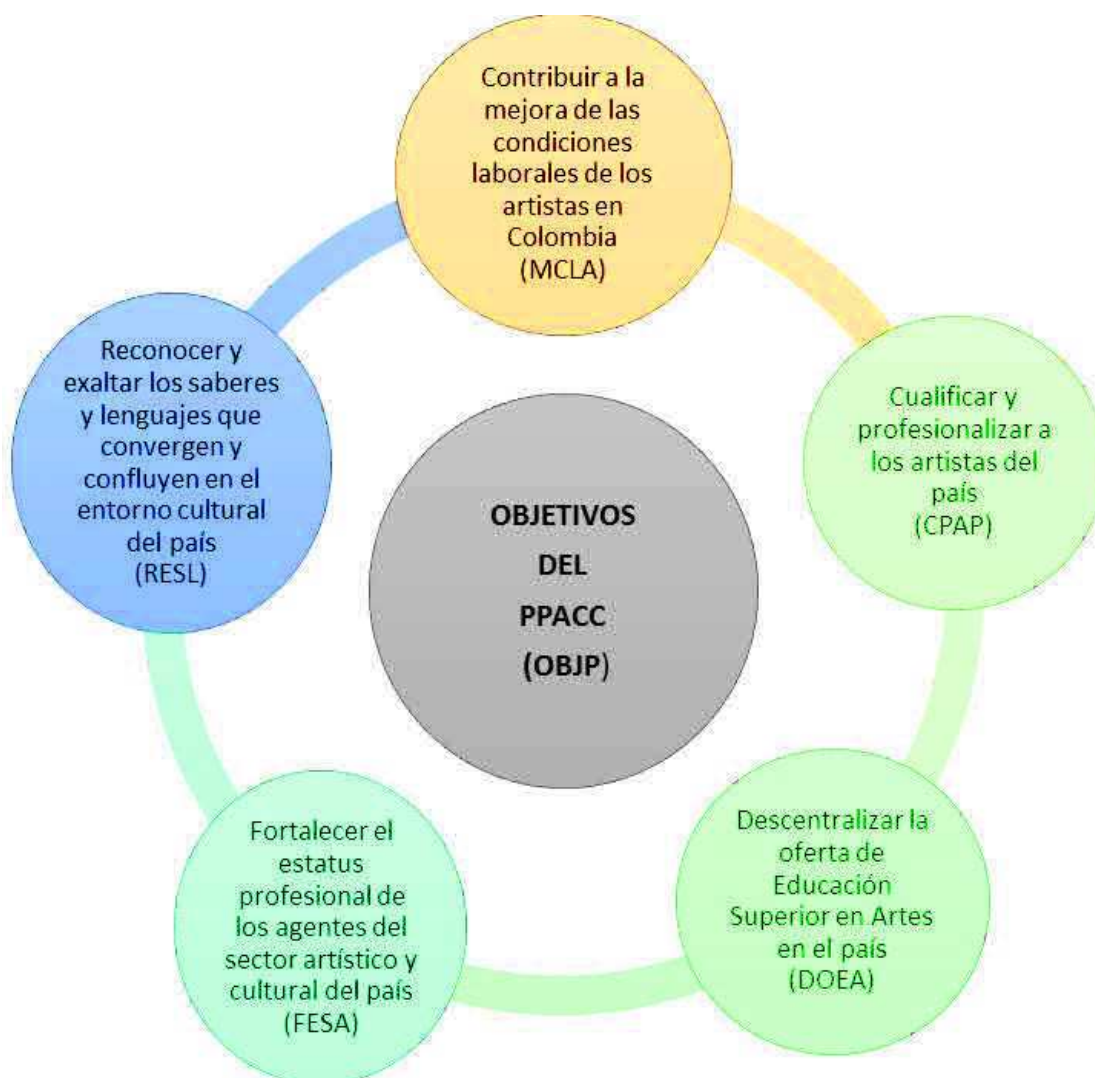 Contribuir a la
mejora de las
condiciones
laborales de los
artistas en
Colombia
(MCLA)
Cualificar y
profesionalizar a
los artistas del
país
(CPAP)
Descentralizar la
oferta de
Educación
Superior en Artes
en el país
(DOEA)
Fortalecer el
estatus
profesional de
los agentes del
sector artístico y
cultural del país
(FESA)
Reconocer y
exaltar los saberes
y lenguajes que
convergen y
confluyen en el
entorno cultural
del país
(RESL)
OBJETIVOS
DEL
PPACC
(OBJP)